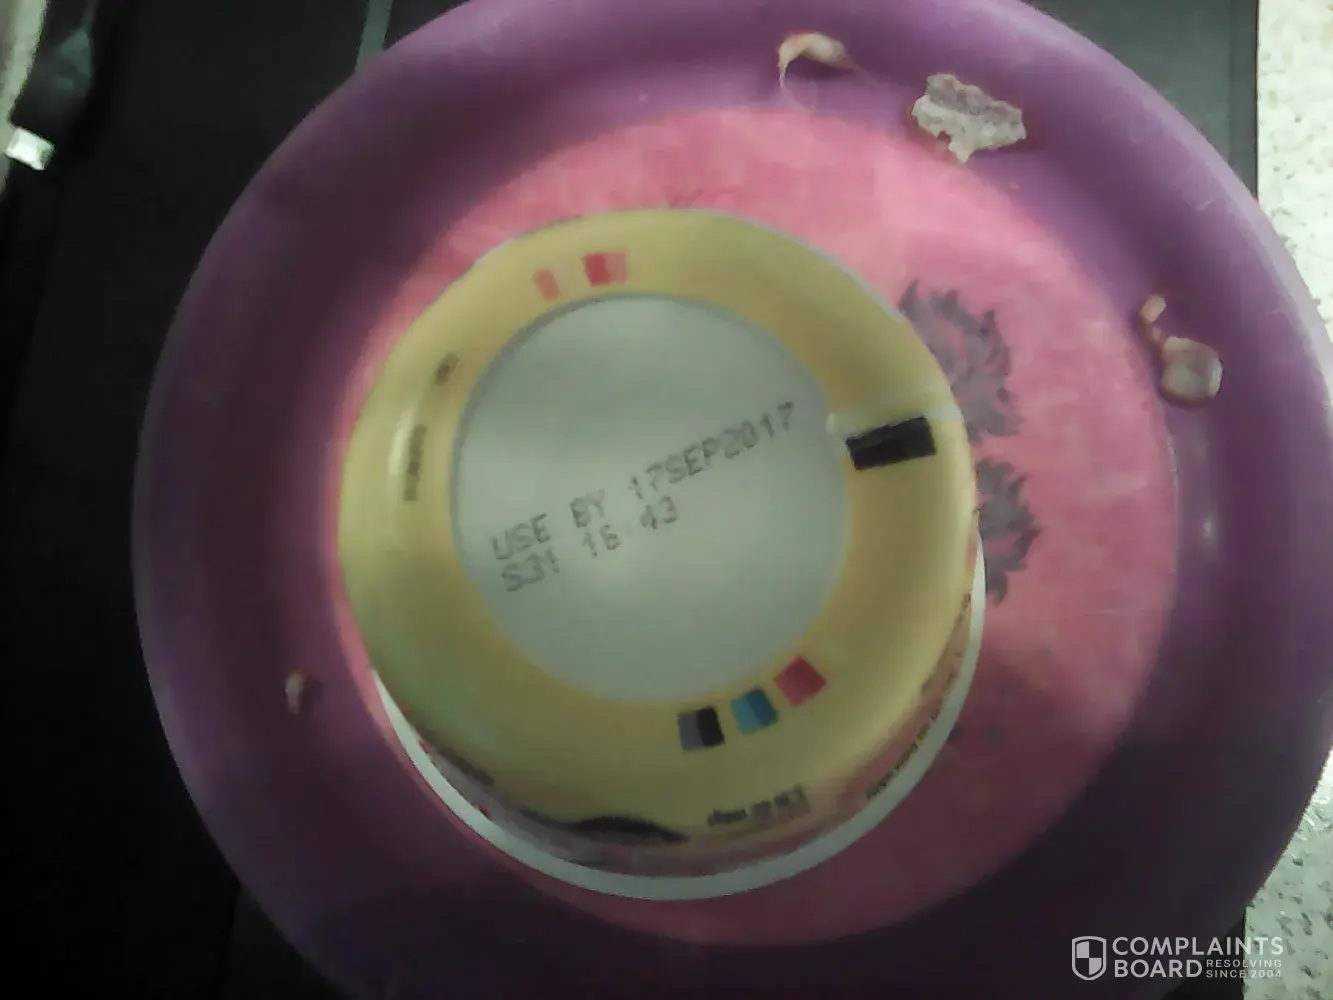 USE BY 17SEP2017
S31 16 43
COMPLAINTS
BOARD RESOLVING
SINCE 2004